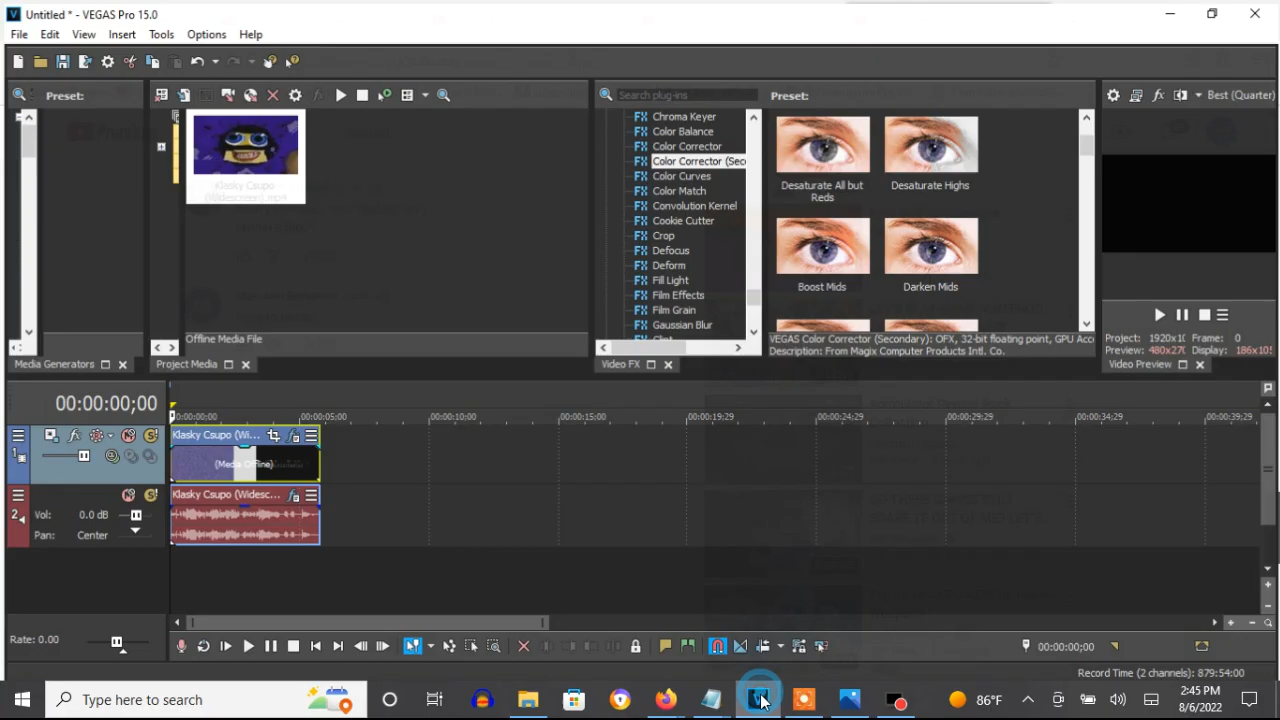 Untitled * - VEGAS Pro 15.0
File Edit View Insert Tools Options Help
Preset:
Search plug-ins
Preset:
Best (Quarter)
Klasky Csupo
(Widescreen).mp4
Chroma Keyer
Color Balance
Color Corrector
Color Corrector (Seco
Color Curves
Color Match
Convolution Kernel
Cookie Cutter
Crop
Defocus
Deform
Fill Light
Film Effects
Film Grain
Gaussian Blur
Desaturate All but
Reds
Desaturate Highs
Boost Mids
Darken Mids
Offline Media File
VEGAS Color Corrector (Secondary): OFX, 32-bit floating point, GPU Acc
Description: From Magix Computer Products Intl. Co.
Project: 1920x10 Frame: 0
Preview: 480x270 Display: 186x105
Media Generators
Project Media
Video FX
Video Preview
00:00:00;00
00:00:00;00 00:00:05;00 00:00:10;00 00:00:15;00 00:00:19;29 00:00:24;29 00:00:29;29 00:00:34;29 00:00:39;29
1
Klasky Csupo (Wi...
(Media Offline)
2
Klasky Csupo (Widesc...
Vol: 0.0 dB
Pan: Center
Rate: 0.00
00:00:00;00
Record Time (2 channels): 879:54:00
Type here to search
86°F
2:45 PM
8/6/2022